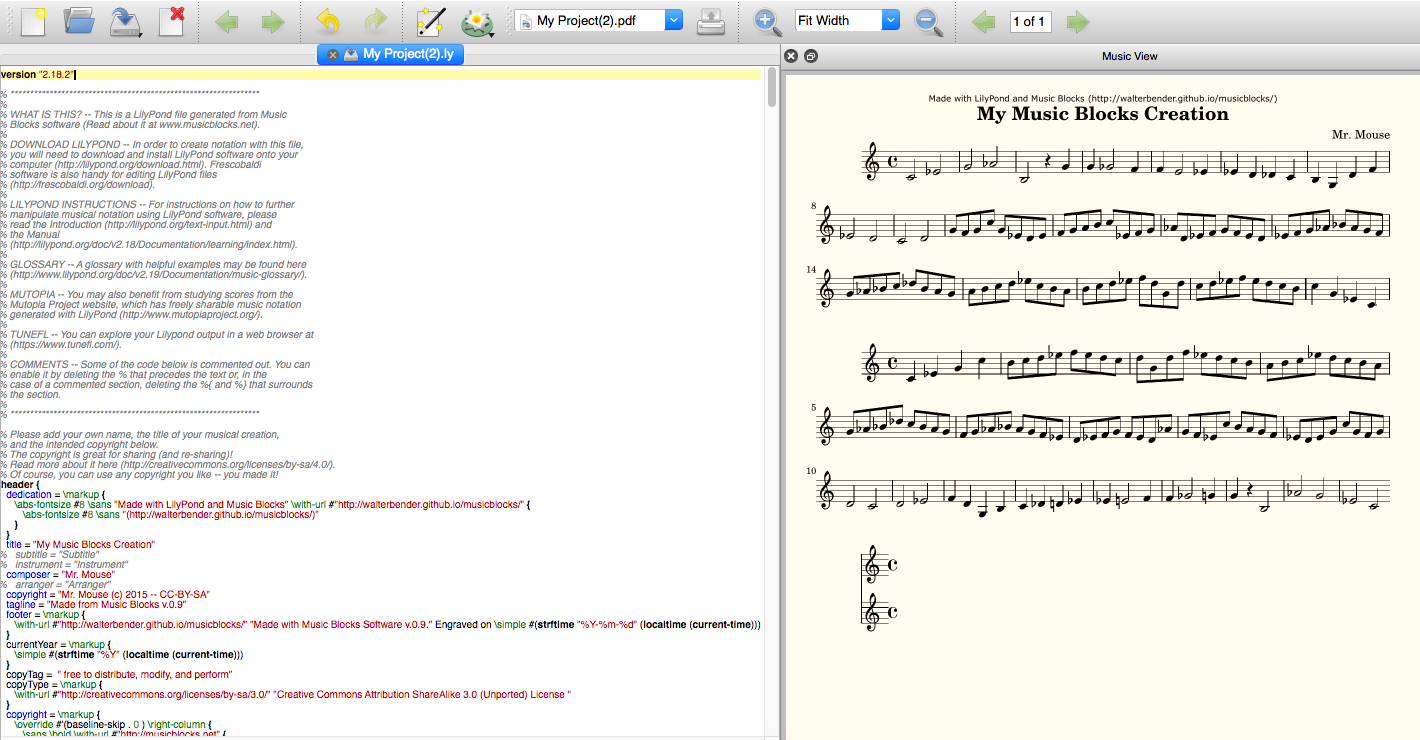 My Project(2).pdf
Fit Width
1 of 1
My Project(2).ly
Music View
version "2.18.2"
% ****************************************************************
%
% WHAT IS THIS? -- This is a LilyPond file generated from Music
% Blocks software (Read about it at www.musicblocks.net).
%
% DOWNLOAD LILYPOND -- In order to create notation with this file,
% you will need to download and install LilyPond software onto your
% computer (http://lilypond.org/download.html). Frescobaldi
% software is also handy for editing LilyPond files
% (http://frescobaldi.org/download).
%
% LILYPOND INSTRUCTIONS -- For instructions on how to further
% manipulate musical notation using LilyPond software, please
% read the Introduction (http://lilypond.org/text-input.html) and
% the Manual
% (http://lilypond.org/doc/v2.18/Documentation/learning/index.html).
%
% GLOSSARY -- A glossary with helpful examples may be found here
% (http://www.lilypond.org/doc/v2.19/Documentation/music-glossary/).
%
% MUTOPIA -- You may also benefit from studying scores from the
% Mutopia Project website, which has freely sharable music notation
% generated with LilyPond (http://www.mutopiaproject.org/).
%
% TUNEFL -- You can explore your Lilypond output in a web browser at
% (https://www.tunefl.com/).
%
% COMMENTS -- Some of the code below is commented out. You can
% enable it by deleting the % that precedes the text or, in the
% case of a commented section, deleting the %{ and %} that surrounds
% the section.
%
% ****************************************************************
% Please add your own name, the title of your musical creation,
% and the intended copyright below.
% The copyright is great for sharing (and re-sharing)!
% Read more about it here (http://creativecommons.org/licenses/by-sa/4.0/).
% Of course, you can use any copyright you like -- you made it!
header {
dedication = \markup {
\abs-fontsize #8 \sans "Made with LilyPond and Music Blocks" \with-url #"http://walterbender.github.io/musicblocks/" {
\abs-fontsize #8 \sans "(http://walterbender.github.io/musicblocks/)"
}
}
title = "My Music Blocks Creation"
% subtitle = "Subtitle"
% instrument = "Instrument"
composer = "Mr. Mouse"
% arranger = "Arranger"
copyright = "Mr. Mouse (c) 2015 -- CC-BY-SA"
tagline = "Made from Music Blocks v.0.9"
footer = \markup {
\with-url #"http://walterbender.github.io/musicblocks/" "Made with Music Blocks Software v.0.9." Engraved on \simple #(strftime "%Y-%m-%d" (localtime (current-time)))
}
currentYear = \markup {
\simple #(strftime "%Y" (localtime (current-time)))
}
copyTag = " free to distribute, modify, and perform"
copyType = \markup {
\with-url #"http://creativecommons.org/licenses/by-sa/3.0/" "Creative Commons Attribution ShareAlike 3.0 (Unported) License "
}
copyright = \markup {
\override #'(baseline-skip . 0 ) \right-column {
\sans \bold \with-url #"http://musicblocks.net" {
Made with LilyPond and Music Blocks (http://walterbender.github.io/musicblocks/)
My Music Blocks Creation
Mr. Mouse
8
14
5
10